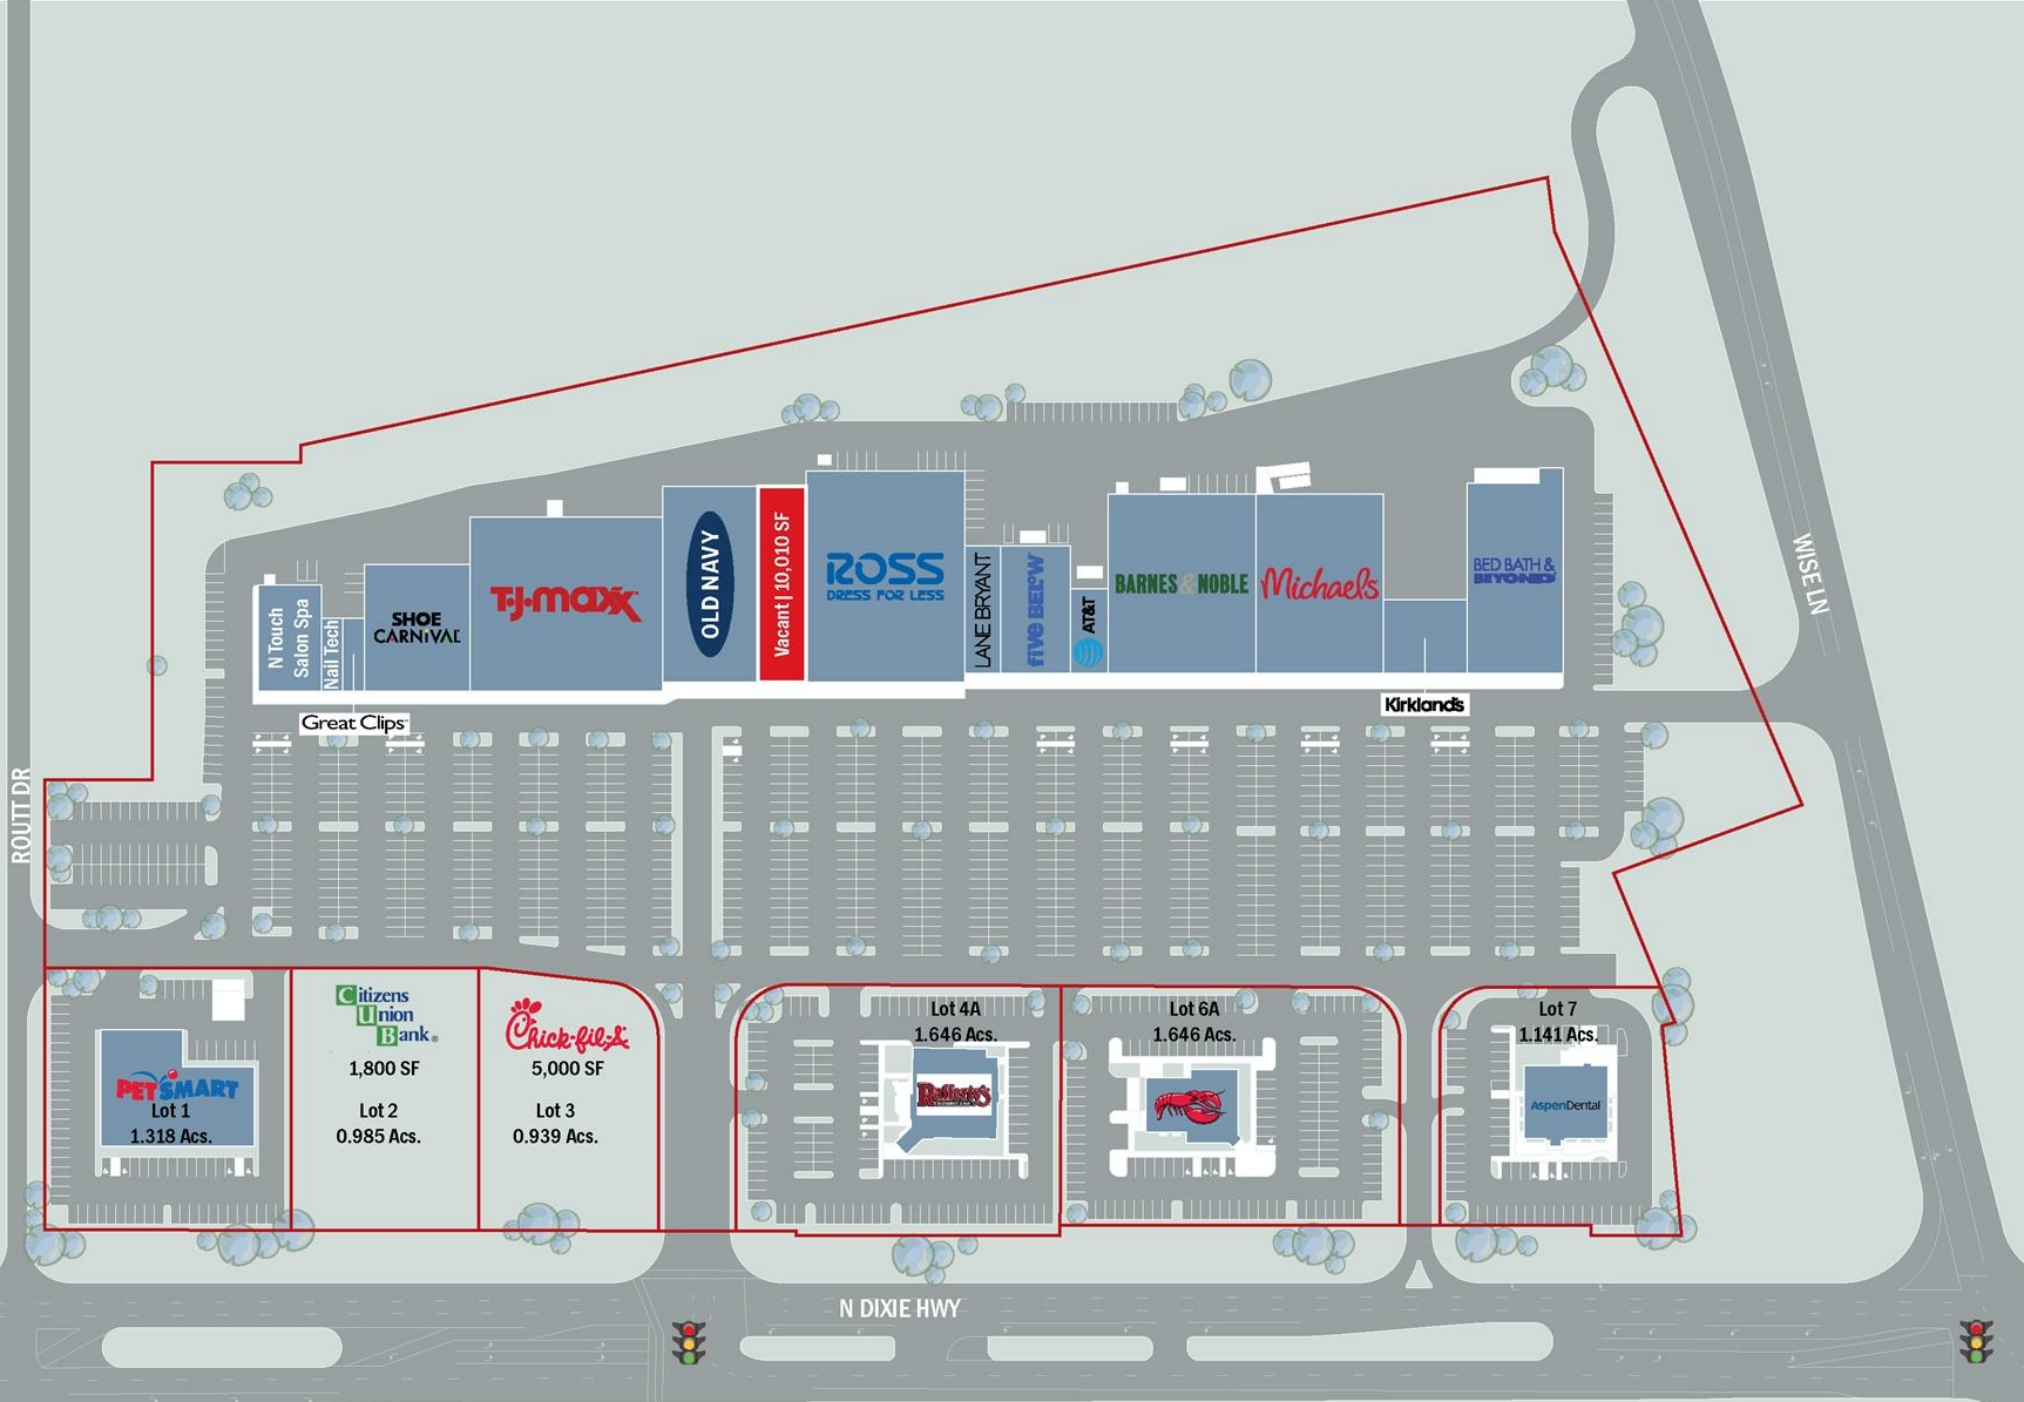 N Touch
Salon Spa
Nail Tech
Great Clips
SHOE
CARNIVAL
T.J.maxx
OLD NAVY
Vacant | 10,010 SF
ROSS
DRESS FOR LESS
LANE BRYANT
five BELOW
AT&T
BARNES & NOBLE
Michaels
Kirkland's
BED BATH &
BEYOND
WISE LN
ROUTT DR
PETSMART
Lot 1
1.318 Acs.
Citizens
Union
Bank®
1,800 SF
Lot 2
0.985 Acs.
Chick-fil-A
5,000 SF
Lot 3
0.939 Acs.
Lot 4A
1.646 Acs.
Rafferty's
Lot 6A
1.646 Acs.
Lot 7
1.141 Acs.
AspenDental
N DIXIE HWY